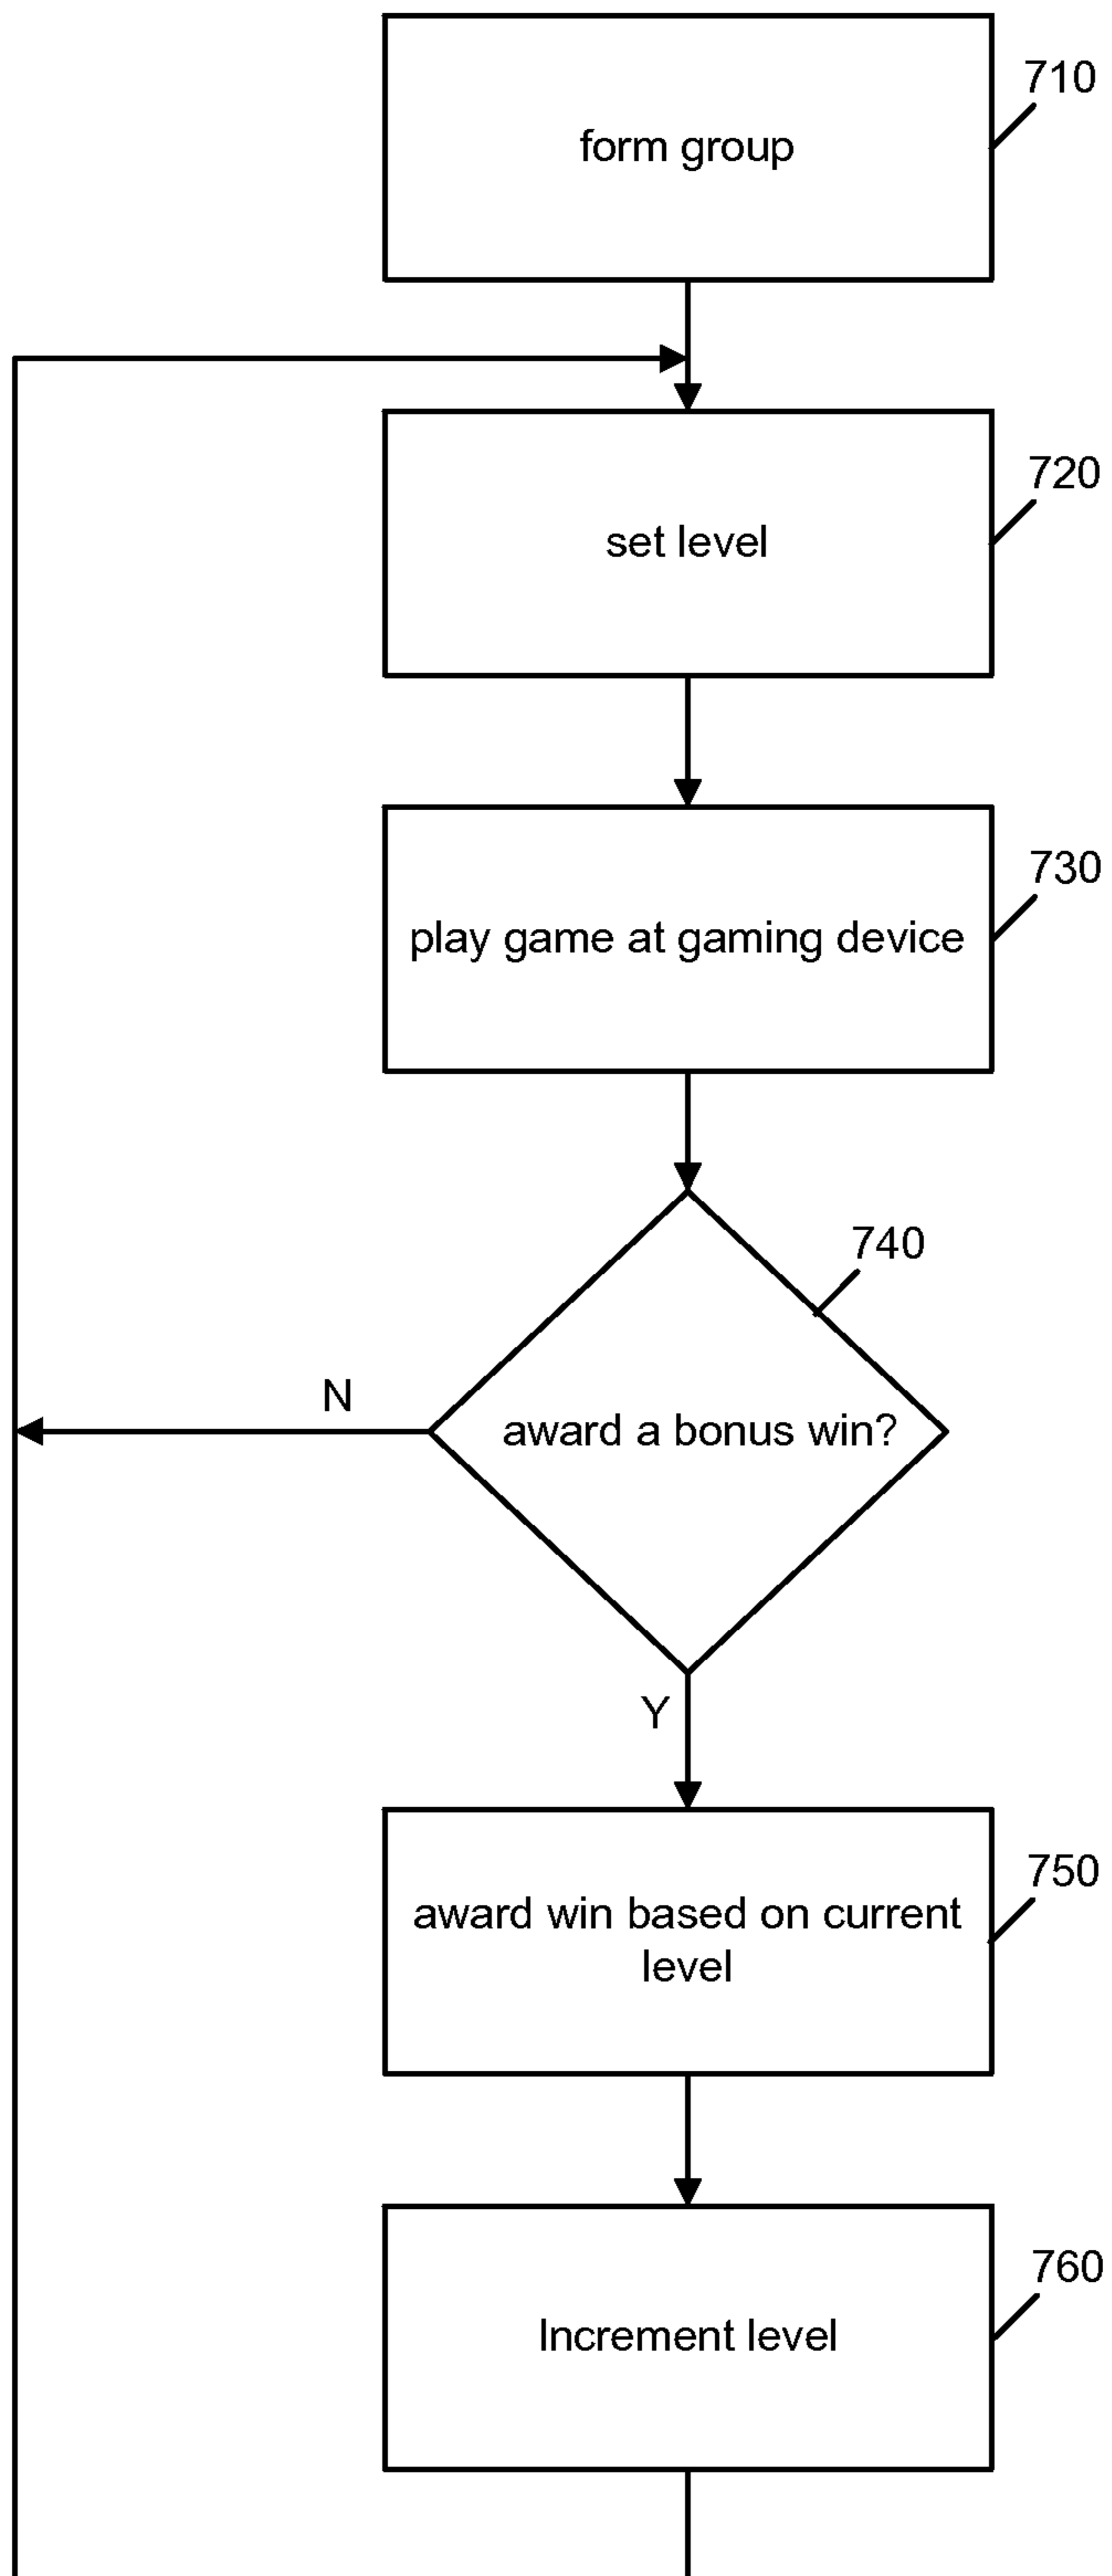 710
form group
720
set level
730
play game at gaming device
740
N
award a bonus win?
Y
750
award win based on current
level
760
Increment level